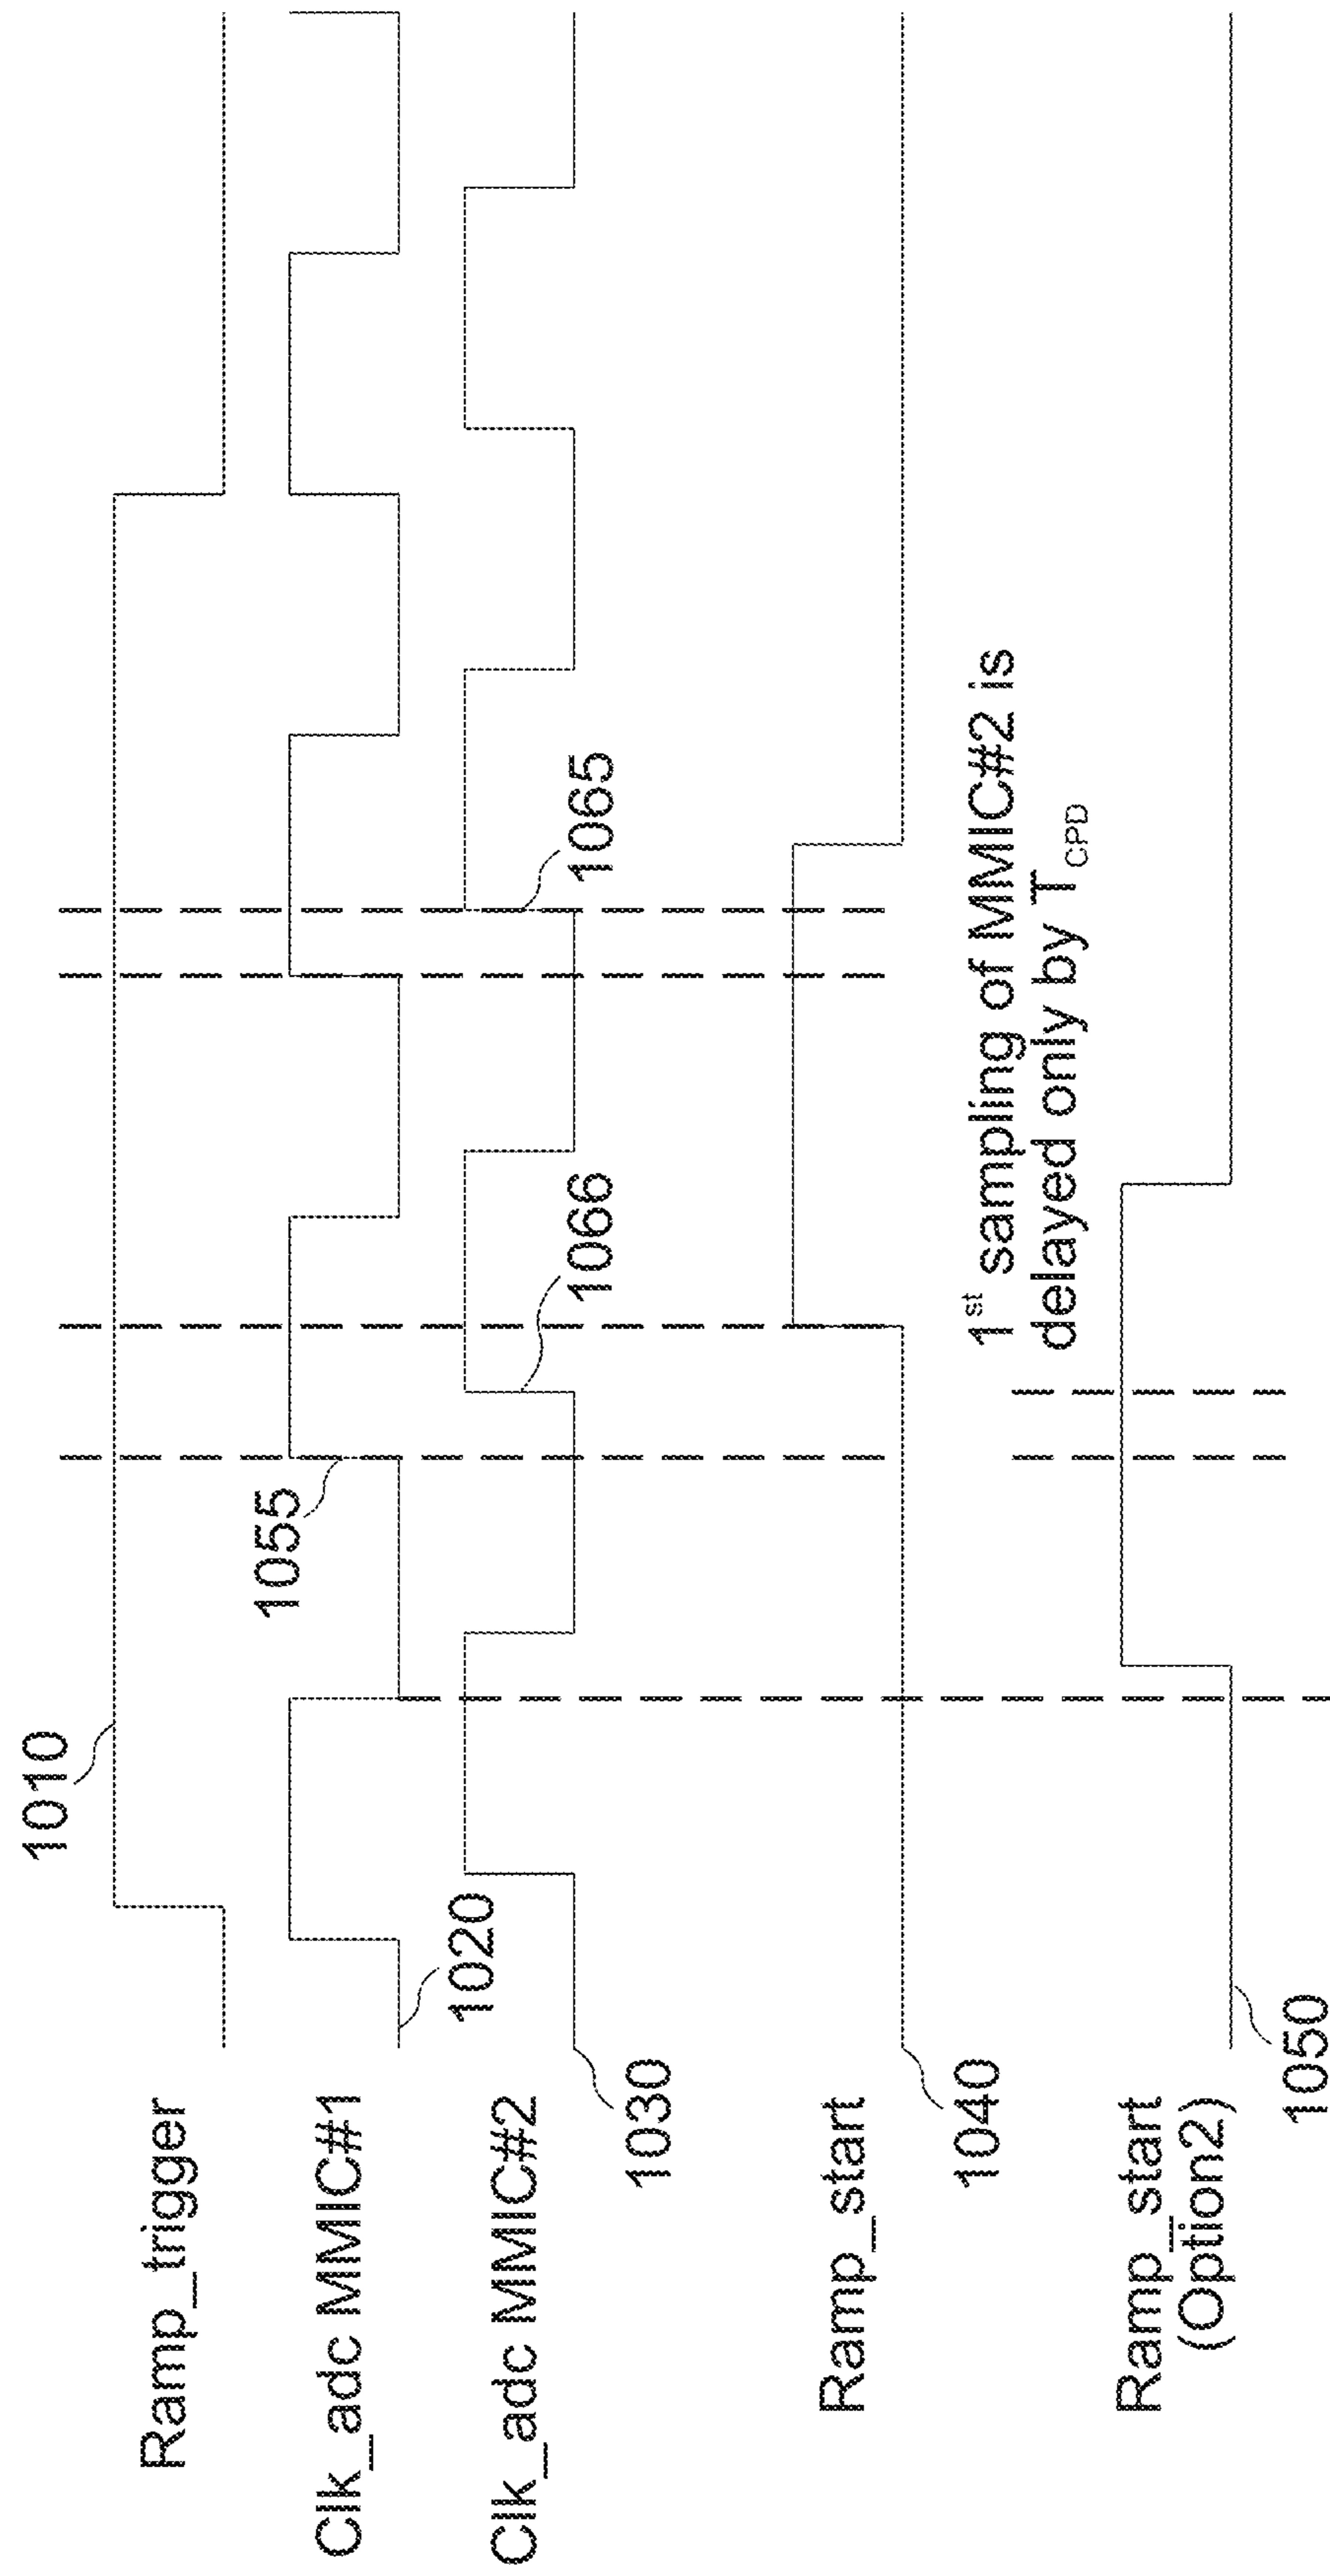 1010
Ramp_trigger
1055
Clk_adc MMIC#1
1020
Clk_adc MMIC#2
1066
1065
1030
Ramp_start
1040
1st sampling of MMIC#2 is
delayed only by TCPD
Ramp_start
(Option2)
1050